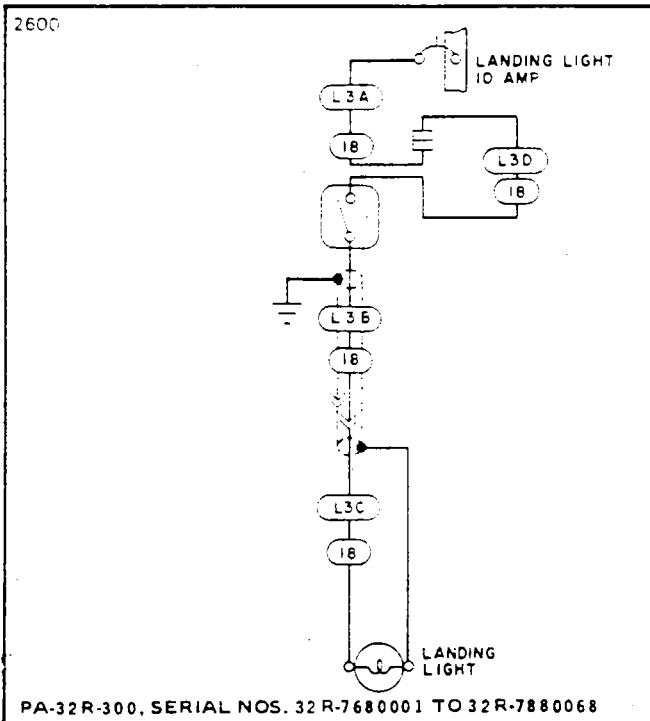 2600
LANDING LIGHT
10 AMP
L3A
18
L3D
18
L3B
18
L3C
18
LANDING
LIGHT
PA-32R-300, SERIAL NOS. 32R-7680001 TO 32R-7880068